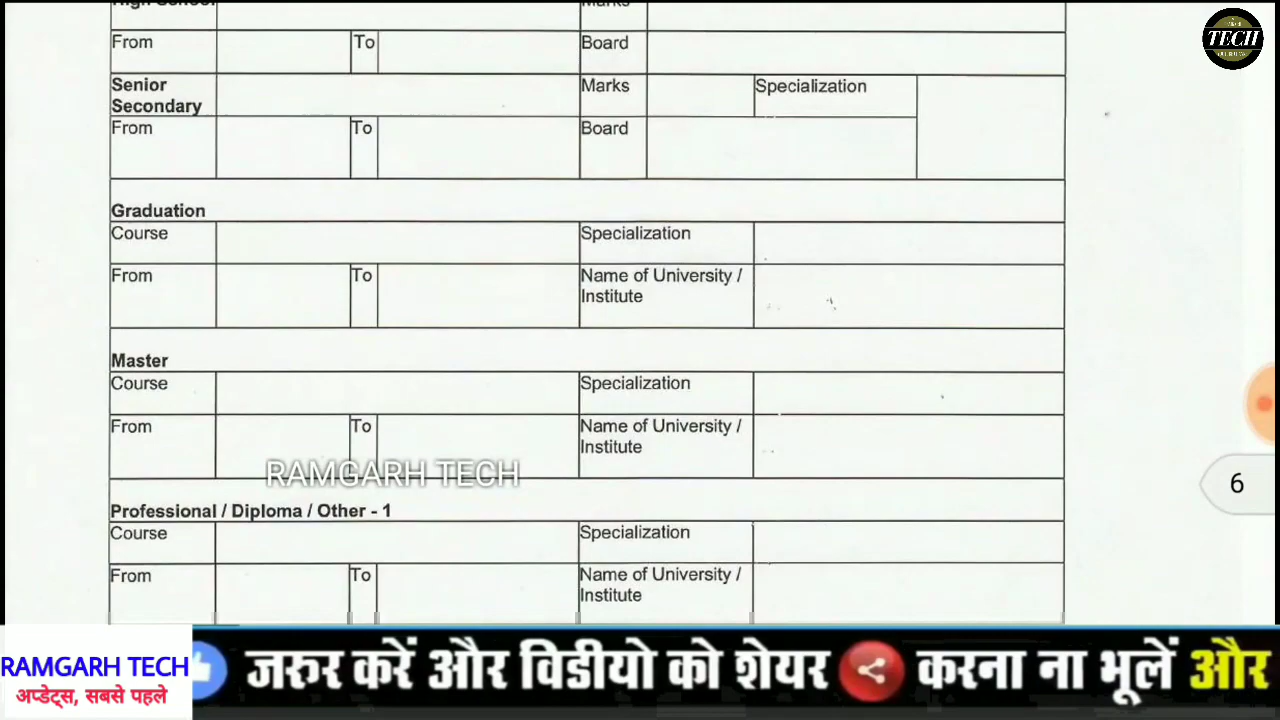 High School Marks
TECH
From To Board
Senior Secondary Marks Specialization
From To Board
Graduation
Course Specialization
From To Name of University / Institute
Master
Course Specialization
From To Name of University / Institute
RAMGARH TECH
6
Professional / Diploma / Other - 1
Course Specialization
From To Name of University / Institute
RAMGARH TECH
अप्डेट्स, सबसे पहले
जरूर करें और विडीयो को शेयर करना ना भूलें और